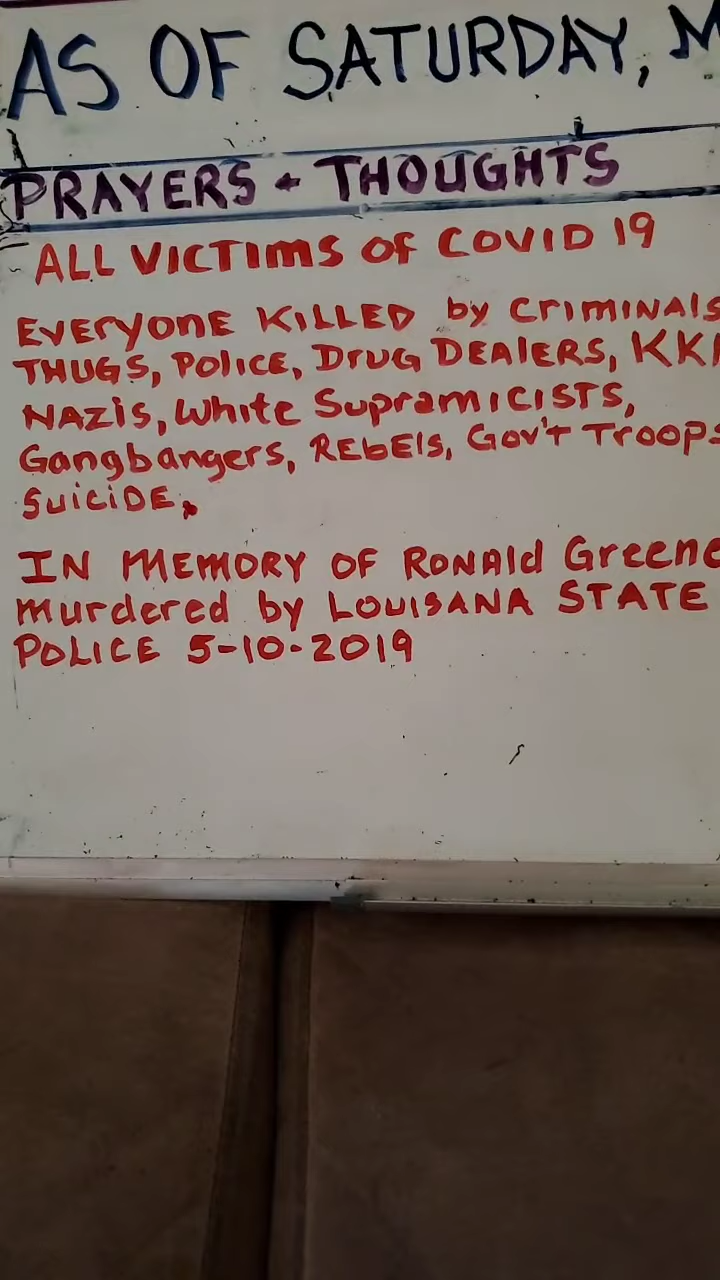 AS OF SATURDAY, M
PRAYERS + THOUGHTS
ALL VICTIMS OF COVID 19
EVERYONE KILLED by CRIMINALS
THUGS, POLICE, DRUG DEALERS, KK
NAZIS, White SUPRAMICISTS,
Gangbangers, REbEls, Gov't Troops
SUICIDE,
IN MEMORY OF RONAld Greene
murdered by LOUISANA STATE
POLICE 5-10-2019